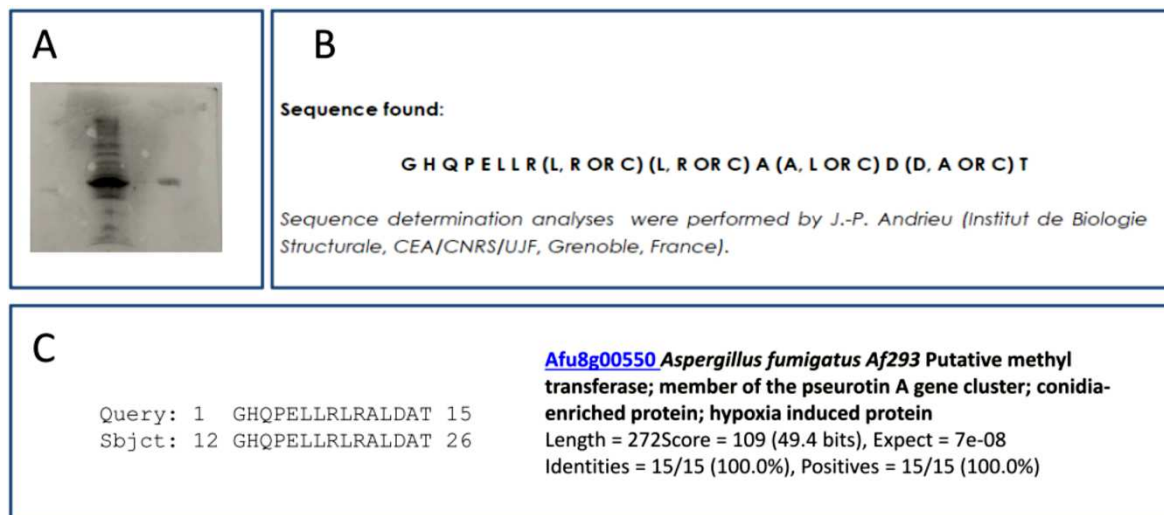 A
B
Sequence found:
G H Q P E L L R (L, R OR C) (L, R OR C) A (A, L OR C) D (D, A OR C) T
Sequence determination analyses were performed by J.-P. Andrieu (Institut de Biologie
Structurale, CEA/CNRS/UJF, Grenoble, France).
C
Query: 1 GHQPELLRLRALDAT 15
Sbjct: 12 GHQPELLRLRALDAT 26
Afu8g00550 Aspergillus fumigatus Af293 Putative methyl
transferase; member of the pseurotin A gene cluster; conidia-
enriched protein; hypoxia induced protein
Length = 272Score = 109 (49.4 bits), Expect = 7e-08
Identities = 15/15 (100.0%), Positives = 15/15 (100.0%)